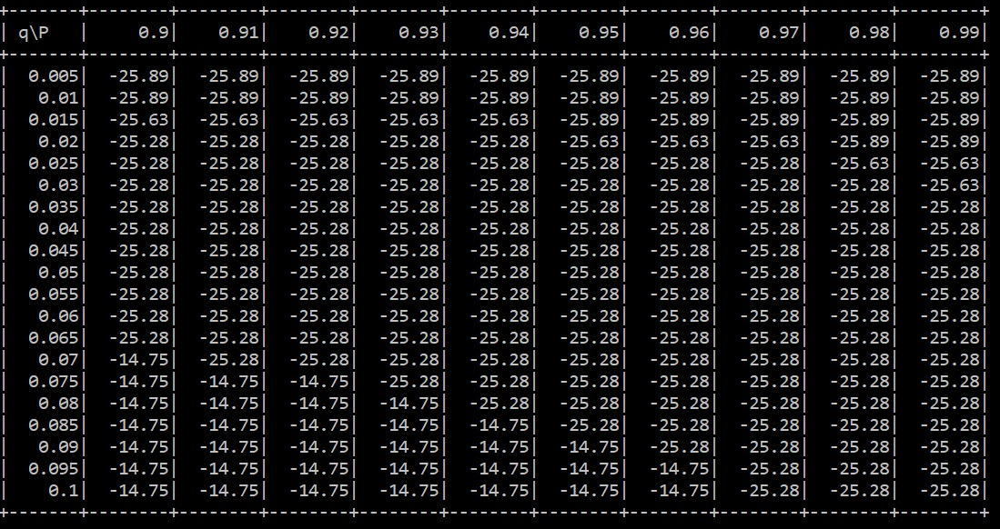 +-------+--------+--------+--------+--------+--------+--------+--------+--------+--------+--------+
| q\P   |     0.9|    0.91|    0.92|    0.93|    0.94|    0.95|    0.96|    0.97|    0.98|    0.99|
+-------+--------+--------+--------+--------+--------+--------+--------+--------+--------+--------+
|  0.005|  -25.89|  -25.89|  -25.89|  -25.89|  -25.89|  -25.89|  -25.89|  -25.89|  -25.89|  -25.89|
|   0.01|  -25.89|  -25.89|  -25.89|  -25.89|  -25.89|  -25.89|  -25.89|  -25.89|  -25.89|  -25.89|
|  0.015|  -25.63|  -25.63|  -25.63|  -25.63|  -25.63|  -25.89|  -25.89|  -25.89|  -25.89|  -25.89|
|   0.02|  -25.28|  -25.28|  -25.28|  -25.28|  -25.28|  -25.63|  -25.63|  -25.63|  -25.89|  -25.89|
|  0.025|  -25.28|  -25.28|  -25.28|  -25.28|  -25.28|  -25.28|  -25.28|  -25.28|  -25.63|  -25.63|
|   0.03|  -25.28|  -25.28|  -25.28|  -25.28|  -25.28|  -25.28|  -25.28|  -25.28|  -25.28|  -25.63|
|  0.035|  -25.28|  -25.28|  -25.28|  -25.28|  -25.28|  -25.28|  -25.28|  -25.28|  -25.28|  -25.28|
|   0.04|  -25.28|  -25.28|  -25.28|  -25.28|  -25.28|  -25.28|  -25.28|  -25.28|  -25.28|  -25.28|
|  0.045|  -25.28|  -25.28|  -25.28|  -25.28|  -25.28|  -25.28|  -25.28|  -25.28|  -25.28|  -25.28|
|   0.05|  -25.28|  -25.28|  -25.28|  -25.28|  -25.28|  -25.28|  -25.28|  -25.28|  -25.28|  -25.28|
|  0.055|  -25.28|  -25.28|  -25.28|  -25.28|  -25.28|  -25.28|  -25.28|  -25.28|  -25.28|  -25.28|
|   0.06|  -25.28|  -25.28|  -25.28|  -25.28|  -25.28|  -25.28|  -25.28|  -25.28|  -25.28|  -25.28|
|  0.065|  -25.28|  -25.28|  -25.28|  -25.28|  -25.28|  -25.28|  -25.28|  -25.28|  -25.28|  -25.28|
|   0.07|  -14.75|  -25.28|  -25.28|  -25.28|  -25.28|  -25.28|  -25.28|  -25.28|  -25.28|  -25.28|
|  0.075|  -14.75|  -14.75|  -14.75|  -25.28|  -25.28|  -25.28|  -25.28|  -25.28|  -25.28|  -25.28|
|   0.08|  -14.75|  -14.75|  -14.75|  -14.75|  -25.28|  -25.28|  -25.28|  -25.28|  -25.28|  -25.28|
|  0.085|  -14.75|  -14.75|  -14.75|  -14.75|  -14.75|  -25.28|  -25.28|  -25.28|  -25.28|  -25.28|
|   0.09|  -14.75|  -14.75|  -14.75|  -14.75|  -14.75|  -14.75|  -25.28|  -25.28|  -25.28|  -25.28|
|  0.095|  -14.75|  -14.75|  -14.75|  -14.75|  -14.75|  -14.75|  -14.75|  -25.28|  -25.28|  -25.28|
|    0.1|  -14.75|  -14.75|  -14.75|  -14.75|  -14.75|  -14.75|  -14.75|  -25.28|  -25.28|  -25.28|
+-------+--------+--------+--------+--------+--------+--------+--------+--------+--------+--------+